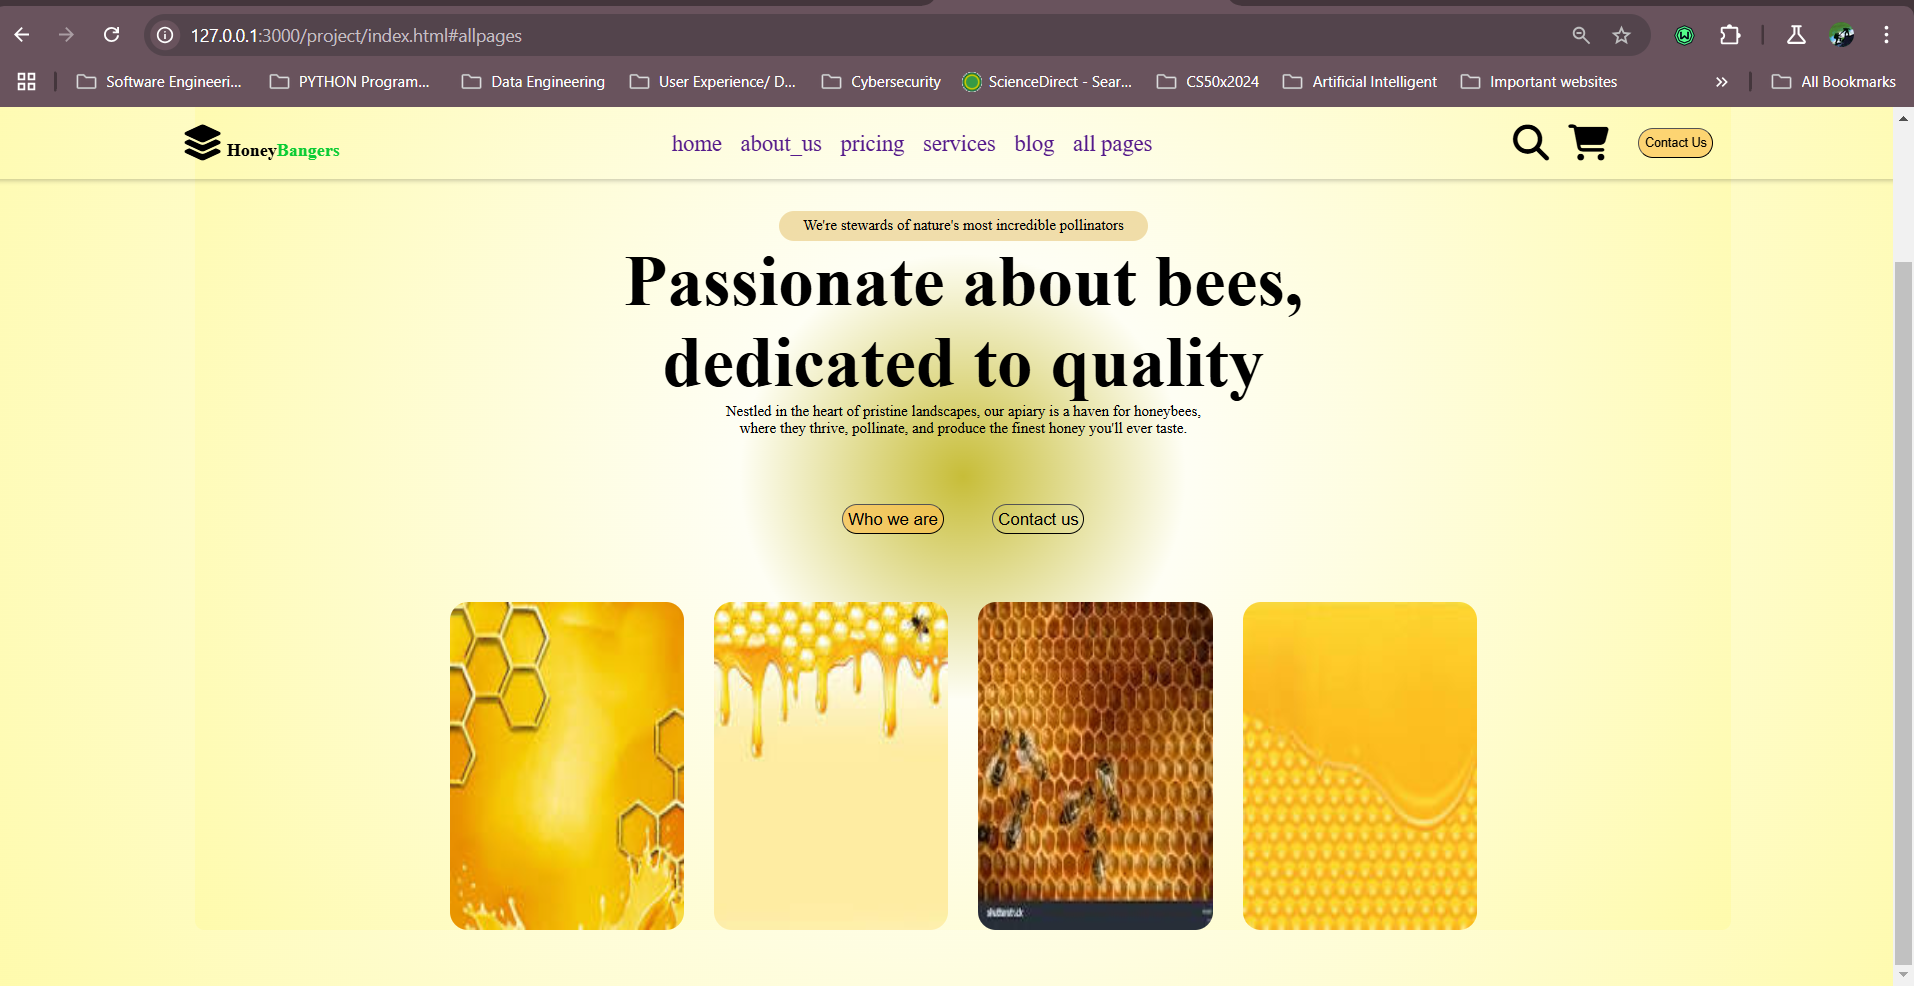 127.0.0.1:3000/project/index.html#allpages
Software Engineeri... PYTHON Program... Data Engineering User Experience/ D... Cybersecurity ScienceDirect - Sear... CS50x2024 Artificial Intelligent Important websites » All Bookmarks
HoneyBangers home about_us pricing services blog all pages Contact Us
We're stewards of nature's most incredible pollinators
Passionate about bees,
dedicated to quality
Nestled in the heart of pristine landscapes, our apiary is a haven for honeybees,
where they thrive, pollinate, and produce the finest honey you'll ever taste.
Who we are Contact us
shutterstock